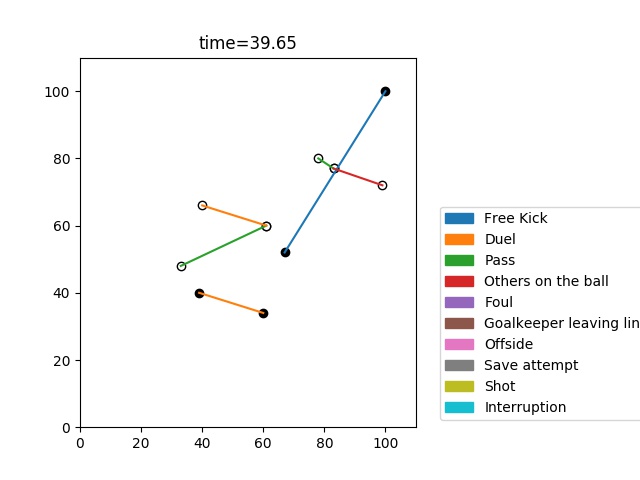 time=39.65
100
80
60
40
20
0
0 20 40 60 80 100
Free Kick
Duel
Pass
Others on the ball
Foul
Goalkeeper leaving lin
Offside
Save attempt
Shot
Interruption